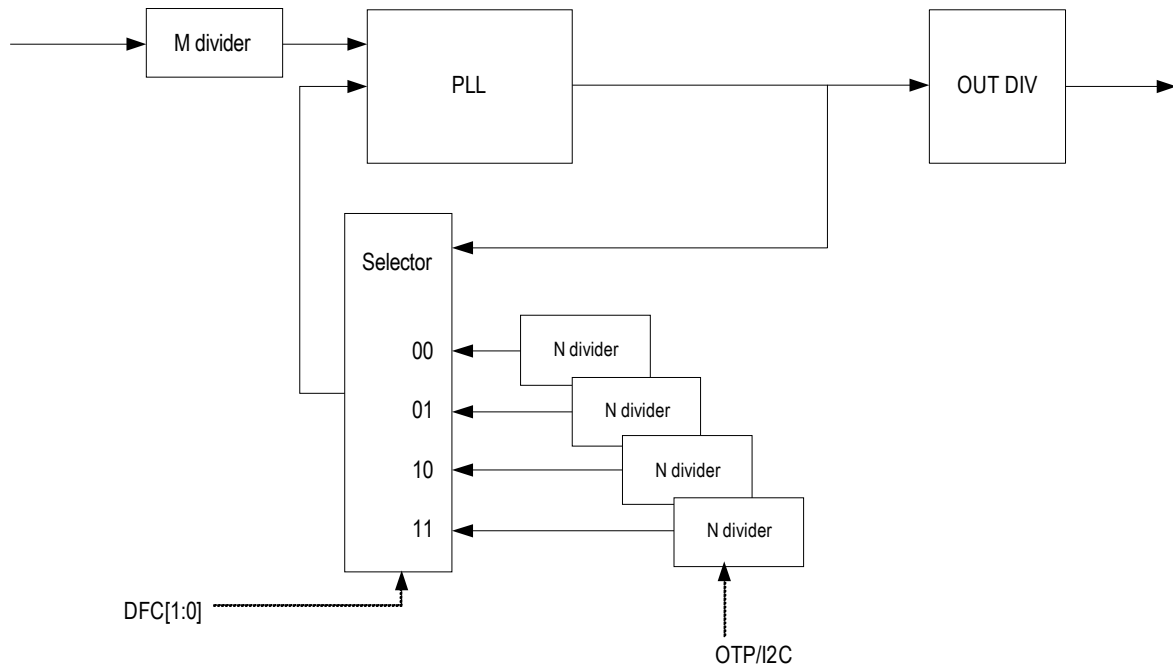 M divider
PLL
OUT DIV
Selector
00
N divider
01
N divider
10
N divider
11
N divider
DFC[1:0]
OTP/I2C